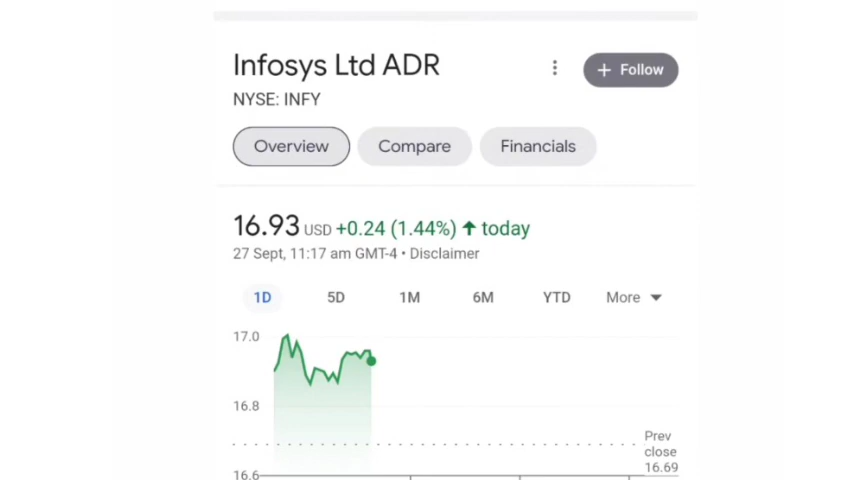 Infosys Ltd ADR
+ Follow
NYSE: INFY
Overview Compare Financials
16.93 USD +0.24 (1.44%) ↑ today
27 Sept, 11:17 am GMT-4 • Disclaimer
1D 5D 1M 6M YTD More
17.0
16.8
Prev
close
16.69
16.6